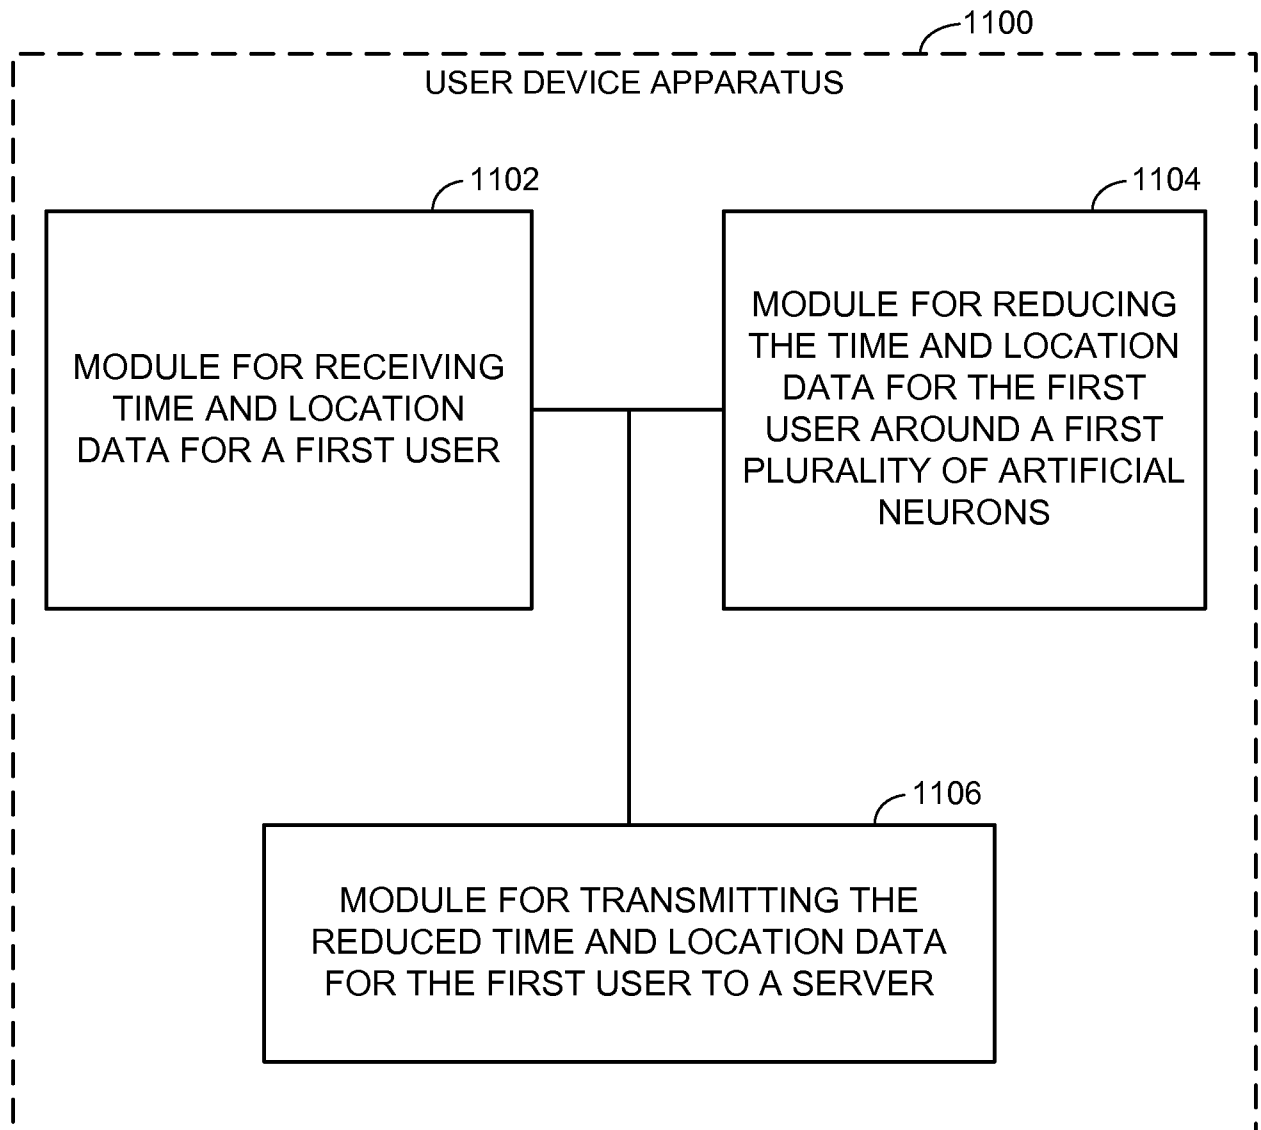 1100
USER DEVICE APPARATUS
1102
MODULE FOR RECEIVING
TIME AND LOCATION
DATA FOR A FIRST USER
1104
MODULE FOR REDUCING
THE TIME AND LOCATION
DATA FOR THE FIRST
USER AROUND A FIRST
PLURALITY OF ARTIFICIAL
NEURONS
1106
MODULE FOR TRANSMITTING THE
REDUCED TIME AND LOCATION DATA
FOR THE FIRST USER TO A SERVER